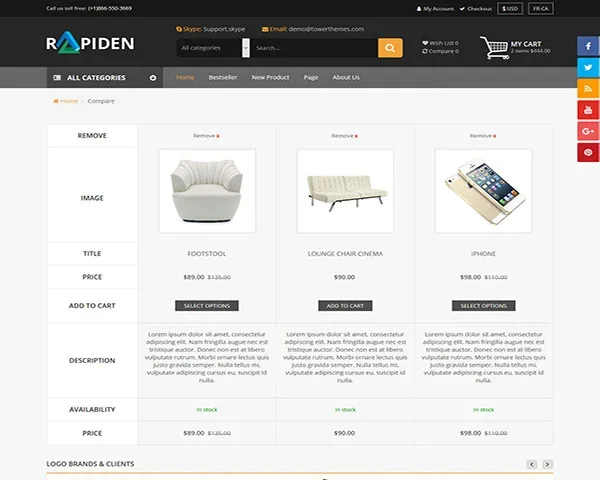 Call us toll free: (+1)866-550-3669
My Account
Checkout
$ USD
FR-CA
RAPIDEN
Skype: Support.skype
Email: demo@towerthemes.com
All categories
Search...
Wish List 0
Compare 0
MY CART
2 items $444.00
ALL CATEGORIES
Home
Bestseller
New Product
Page
About Us
Home / Compare
REMOVE
Remove x
Remove x
Remove x
IMAGE
TITLE
FOOTSTOOL
LOUNGE CHAIR CINEMA
IPHONE
PRICE
$89.00 $135.00
$90.00
$98.00 $110.00
ADD TO CART
SELECT OPTIONS
ADD TO CART
SELECT OPTIONS
DESCRIPTION
Lorem ipsum dolor sit amet, consectetur
adipiscing elit. Nam fringilla augue nec est
tristique auctor. Donec non est at libero
vulputate rutrum. Morbi ornare lectus quis
justo gravida semper. Nulla tellus mi,
vulputate adipiscing cursus eu, suscipit id
nulla.
Lorem ipsum dolor sit amet, consectetur
adipiscing elit. Nam fringilla augue nec est
tristique auctor. Donec non est at libero
vulputate rutrum. Morbi ornare lectus quis
justo gravida semper. Nulla tellus mi,
vulputate adipiscing cursus eu, suscipit id
nulla.
Lorem ipsum dolor sit amet, consectetur
adipiscing elit. Nam fringilla augue nec est
tristique auctor. Donec non est at libero
vulputate rutrum. Morbi ornare lectus quis
justo gravida semper. Nulla tellus mi,
vulputate adipiscing cursus eu, suscipit id
nulla.
AVAILABILITY
In stock
In stock
In stock
PRICE
$89.00 $135.00
$90.00
$98.00 $110.00
LOGO BRANDS & CLIENTS